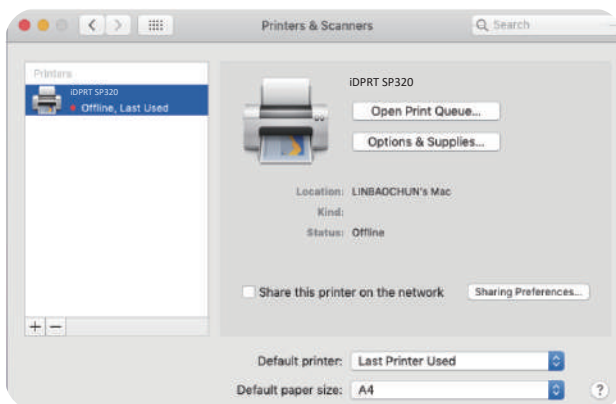 Printers & Scanners
Search
Printers
iDPRT SP320
Offline, Last Used
iDPRT SP320
Open Print Queue...
Options & Supplies...
Location: LINBAOCHUN's Mac
Kind:
Status: Offline
Share this printer on the network
Sharing Preferences...
+ −
Default printer: Last Printer Used
Default paper size: A4
?